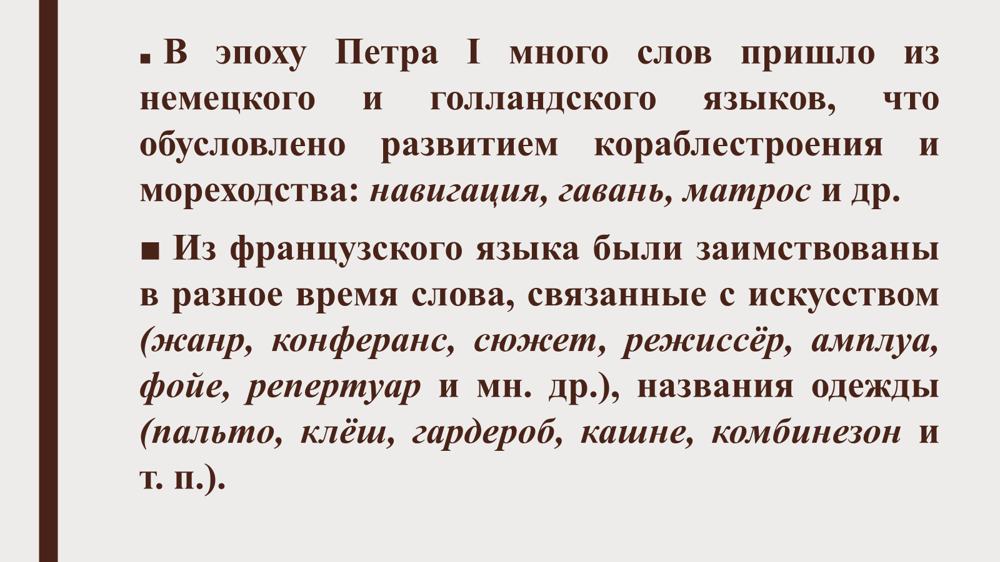 ▪ В эпоху Петра I много слов пришло из
немецкого и голландского языков, что
обусловлено развитием кораблестроения и
мореходства: навигация, гавань, матрос и др.
■ Из французского языка были заимствованы
в разное время слова, связанные с искусством
(жанр, конферанс, сюжет, режиссёр, амплуа,
фойе, репертуар и мн. др.), названия одежды
(пальто, клёш, гардероб, кашне, комбинезон и
т. п.).